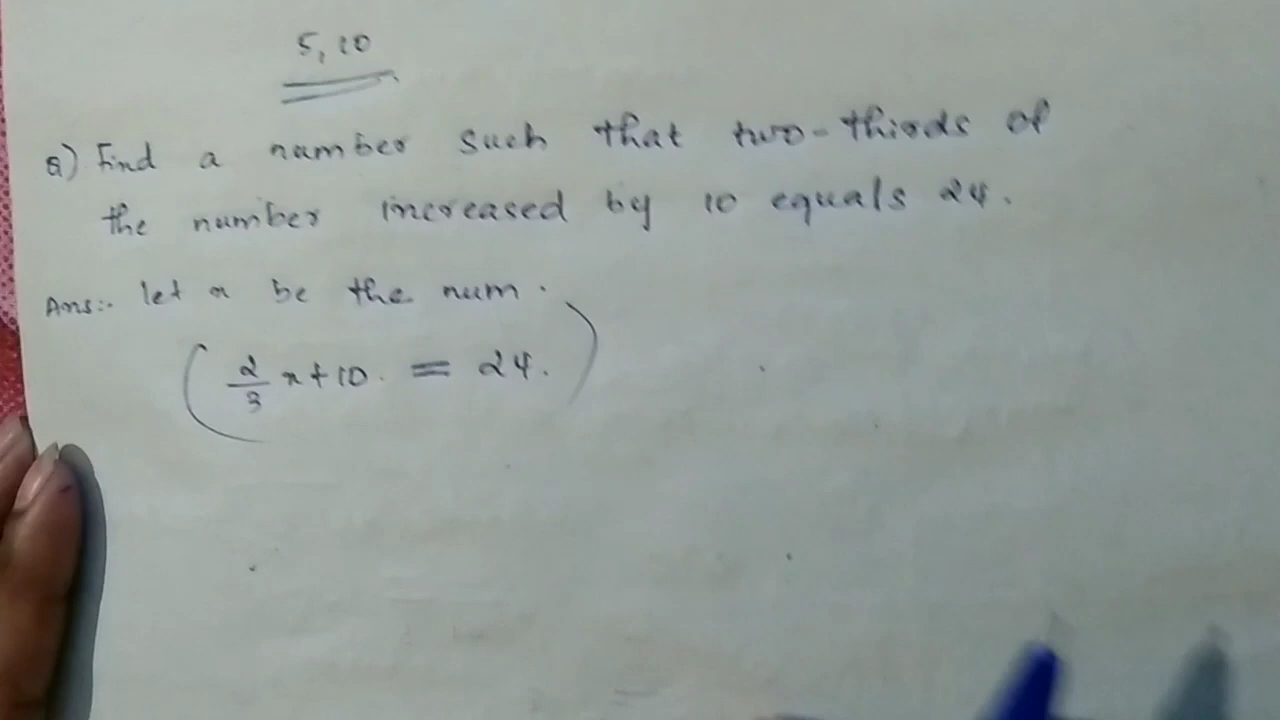 5, 10
Q) Find a number such that two-thirds of
the number increased by 10 equals 24.
Ans:- let x be the num.
( 2/3 x + 10. = 24. )